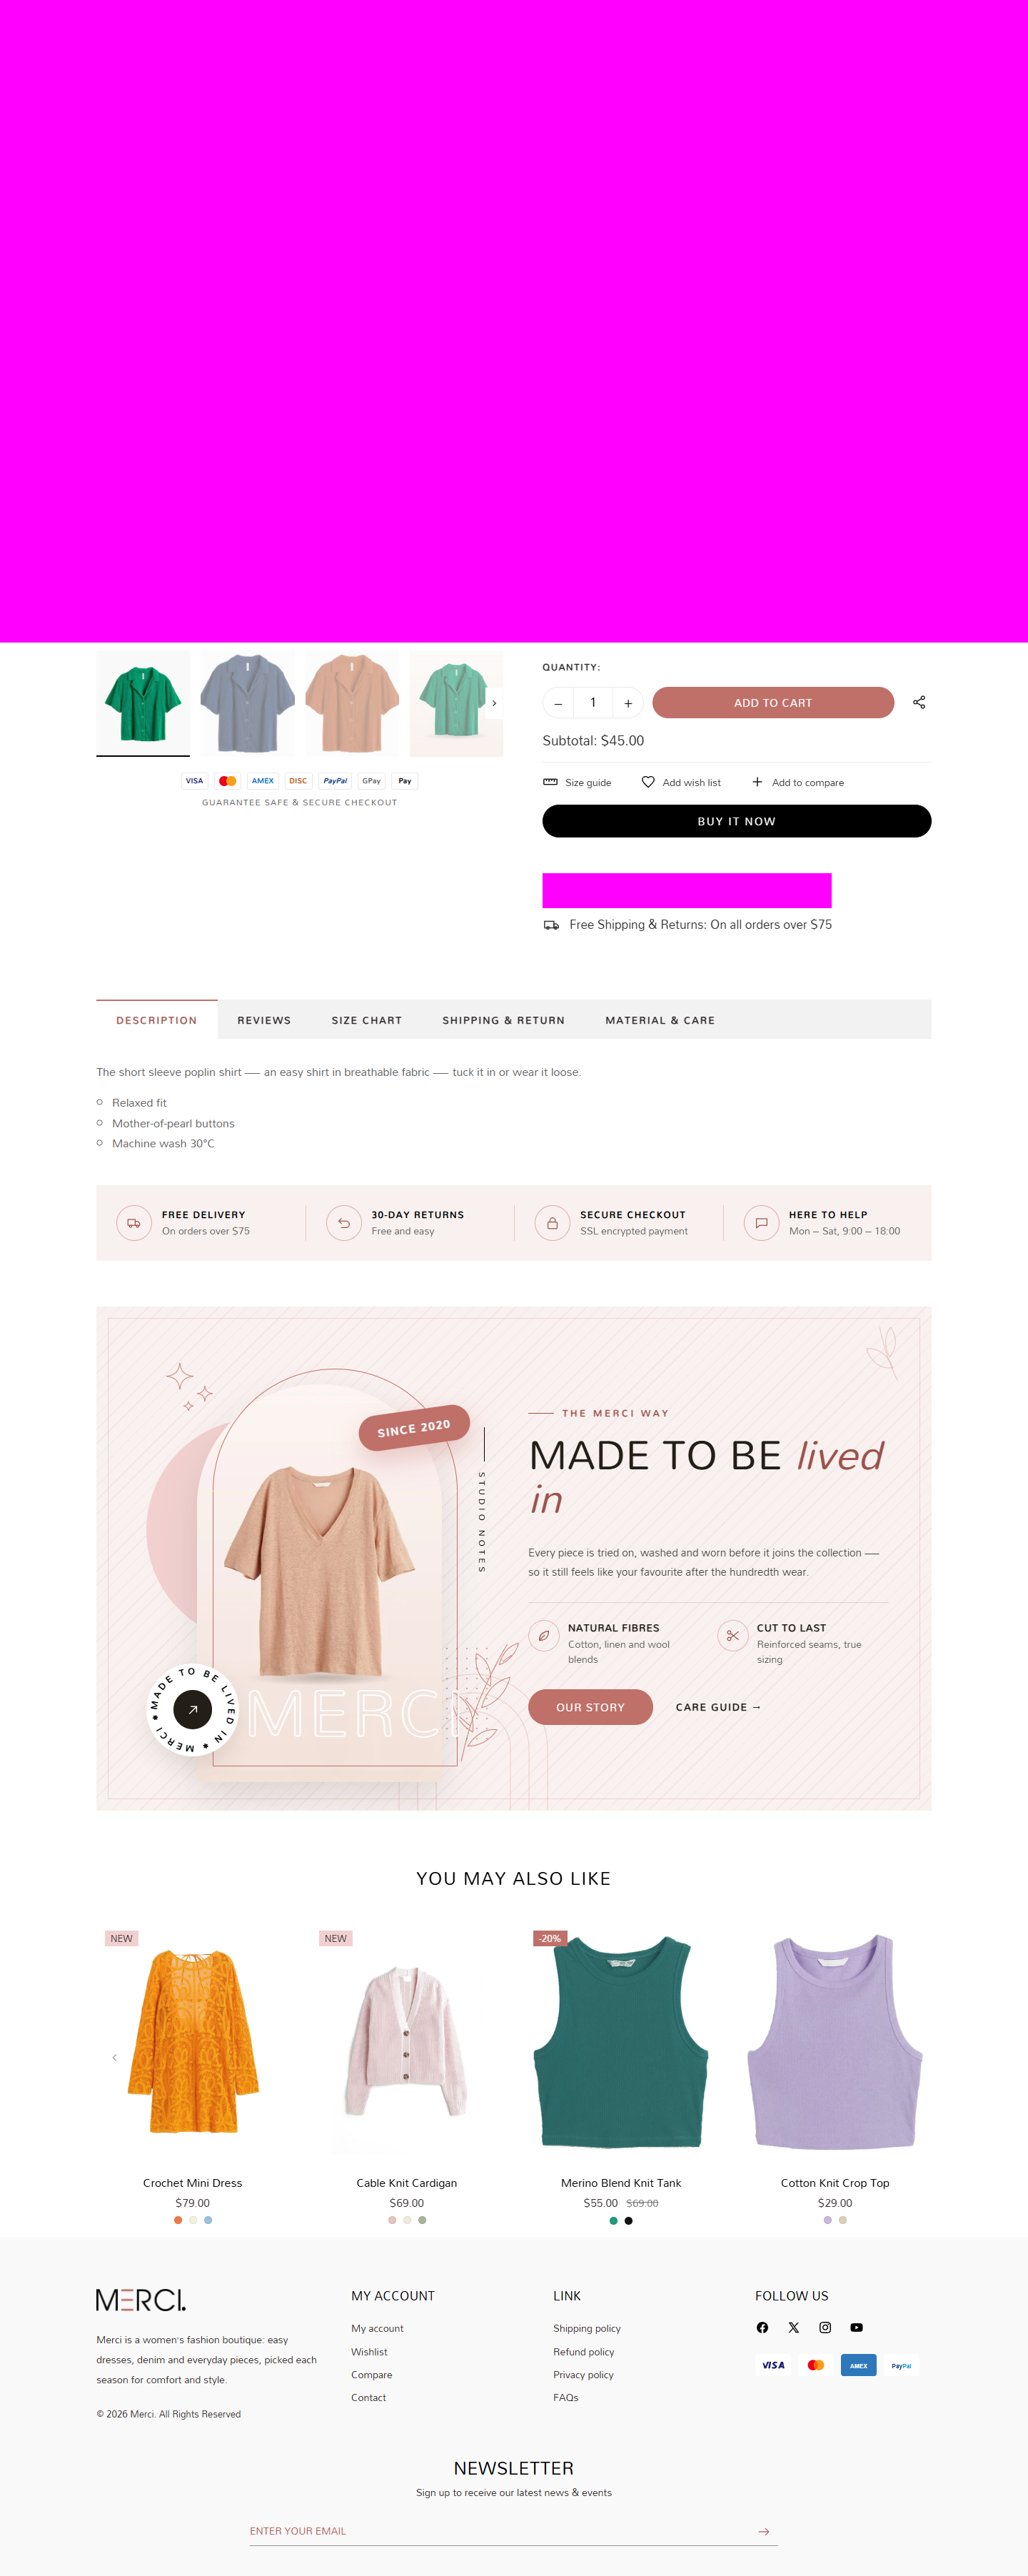 QUANTITY:
– 1 +
ADD TO CART
Subtotal: $45.00
VISA AMEX DISC PayPal GPay Pay
GUARANTEE SAFE & SECURE CHECKOUT
Size guide
Add wish list
Add to compare
BUY IT NOW
Free Shipping & Returns: On all orders over $75
DESCRIPTION
REVIEWS
SIZE CHART
SHIPPING & RETURN
MATERIAL & CARE
The short sleeve poplin shirt — an easy shirt in breathable fabric — tuck it in or wear it loose.
Relaxed fit
Mother-of-pearl buttons
Machine wash 30°C
FREE DELIVERY
On orders over $75
30-DAY RETURNS
Free and easy
SECURE CHECKOUT
SSL encrypted payment
HERE TO HELP
Mon – Sat, 9:00 – 18:00
SINCE 2020
STUDIO NOTES
MERCI
MADE TO BE LIVED IN * MERCI *
THE MERCI WAY
MADE TO BE lived
in
Every piece is tried on, washed and worn before it joins the collection —
so it still feels like your favourite after the hundredth wear.
NATURAL FIBRES
Cotton, linen and wool
blends
CUT TO LAST
Reinforced seams, true
sizing
OUR STORY
CARE GUIDE →
YOU MAY ALSO LIKE
NEW
NEW
-20%
Crochet Mini Dress
$79.00
Cable Knit Cardigan
$69.00
Merino Blend Knit Tank
$55.00 $69.00
Cotton Knit Crop Top
$29.00
MERCI.
Merci is a women's fashion boutique: easy
dresses, denim and everyday pieces, picked each
season for comfort and style.
© 2026 Merci. All Rights Reserved
MY ACCOUNT
My account
Wishlist
Compare
Contact
LINK
Shipping policy
Refund policy
Privacy policy
FAQs
FOLLOW US
VISA AMEX PayPal
NEWSLETTER
Sign up to receive our latest news & events
ENTER YOUR EMAIL